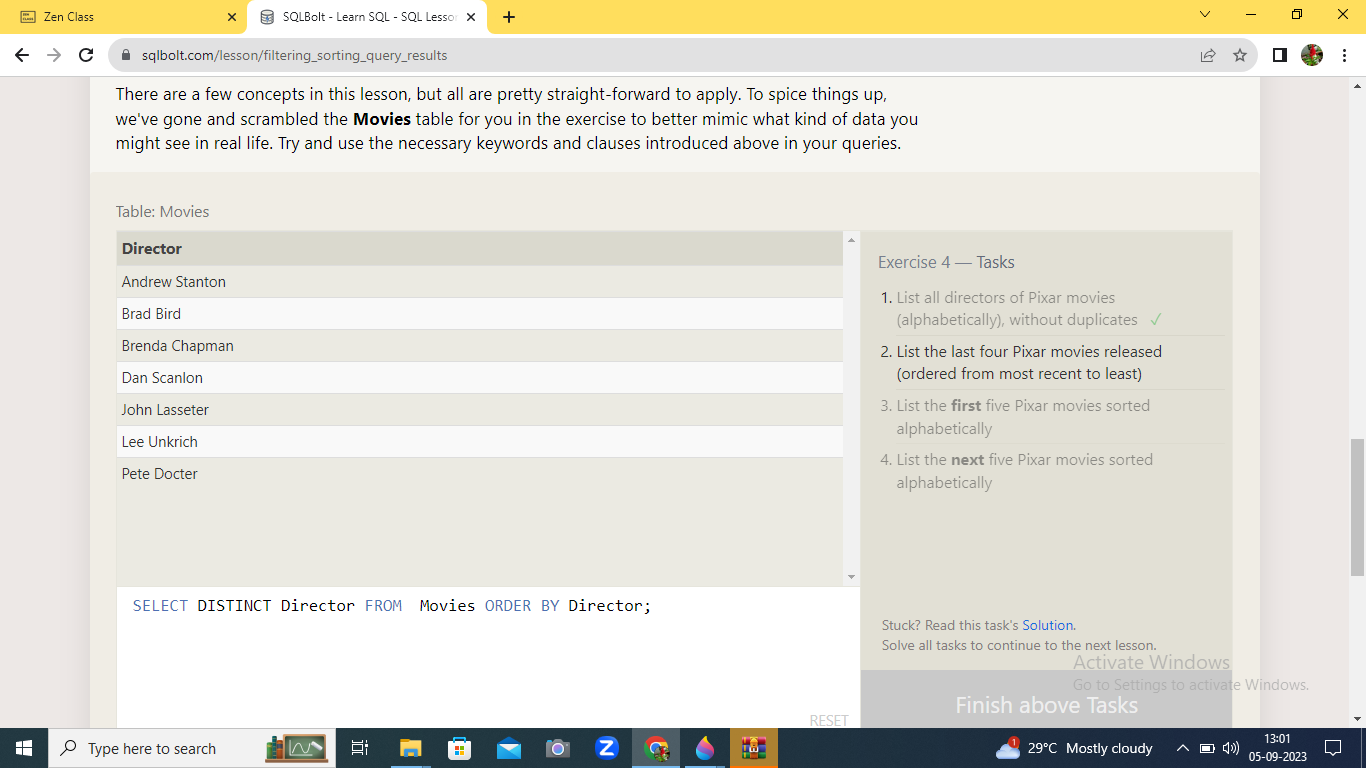 Zen Class
SQLBolt - Learn SQL - SQL Lesson
sqlbolt.com/lesson/filtering_sorting_query_results
There are a few concepts in this lesson, but all are pretty straight-forward to apply. To spice things up,
we've gone and scrambled the Movies table for you in the exercise to better mimic what kind of data you
might see in real life. Try and use the necessary keywords and clauses introduced above in your queries.
Table: Movies
Director
Andrew Stanton
Brad Bird
Brenda Chapman
Dan Scanlon
John Lasseter
Lee Unkrich
Pete Docter
SELECT DISTINCT Director FROM  Movies ORDER BY Director;
RESET
Exercise 4 — Tasks
1. List all directors of Pixar movies
(alphabetically), without duplicates ✓
2. List the last four Pixar movies released
(ordered from most recent to least)
3. List the first five Pixar movies sorted
alphabetically
4. List the next five Pixar movies sorted
alphabetically
Stuck? Read this task's Solution.
Solve all tasks to continue to the next lesson.
Finish above Tasks
Activate Windows
Go to Settings to activate Windows.
Type here to search
1
29°C Mostly cloudy
13:01
05-09-2023